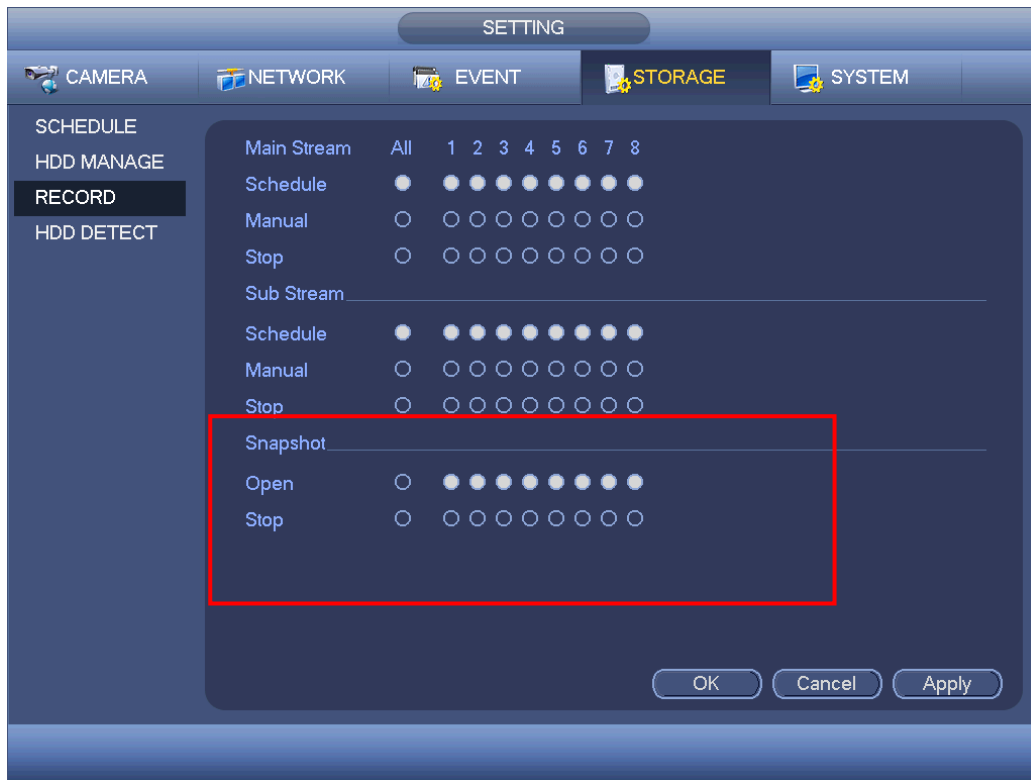 SETTING
CAMERA NETWORK EVENT STORAGE SYSTEM
SCHEDULE
HDD MANAGE
RECORD
HDD DETECT
Main Stream All 1 2 3 4 5 6 7 8
Schedule
Manual
Stop
Sub Stream
Schedule
Manual
Stop
Snapshot
Open
Stop
OK Cancel Apply